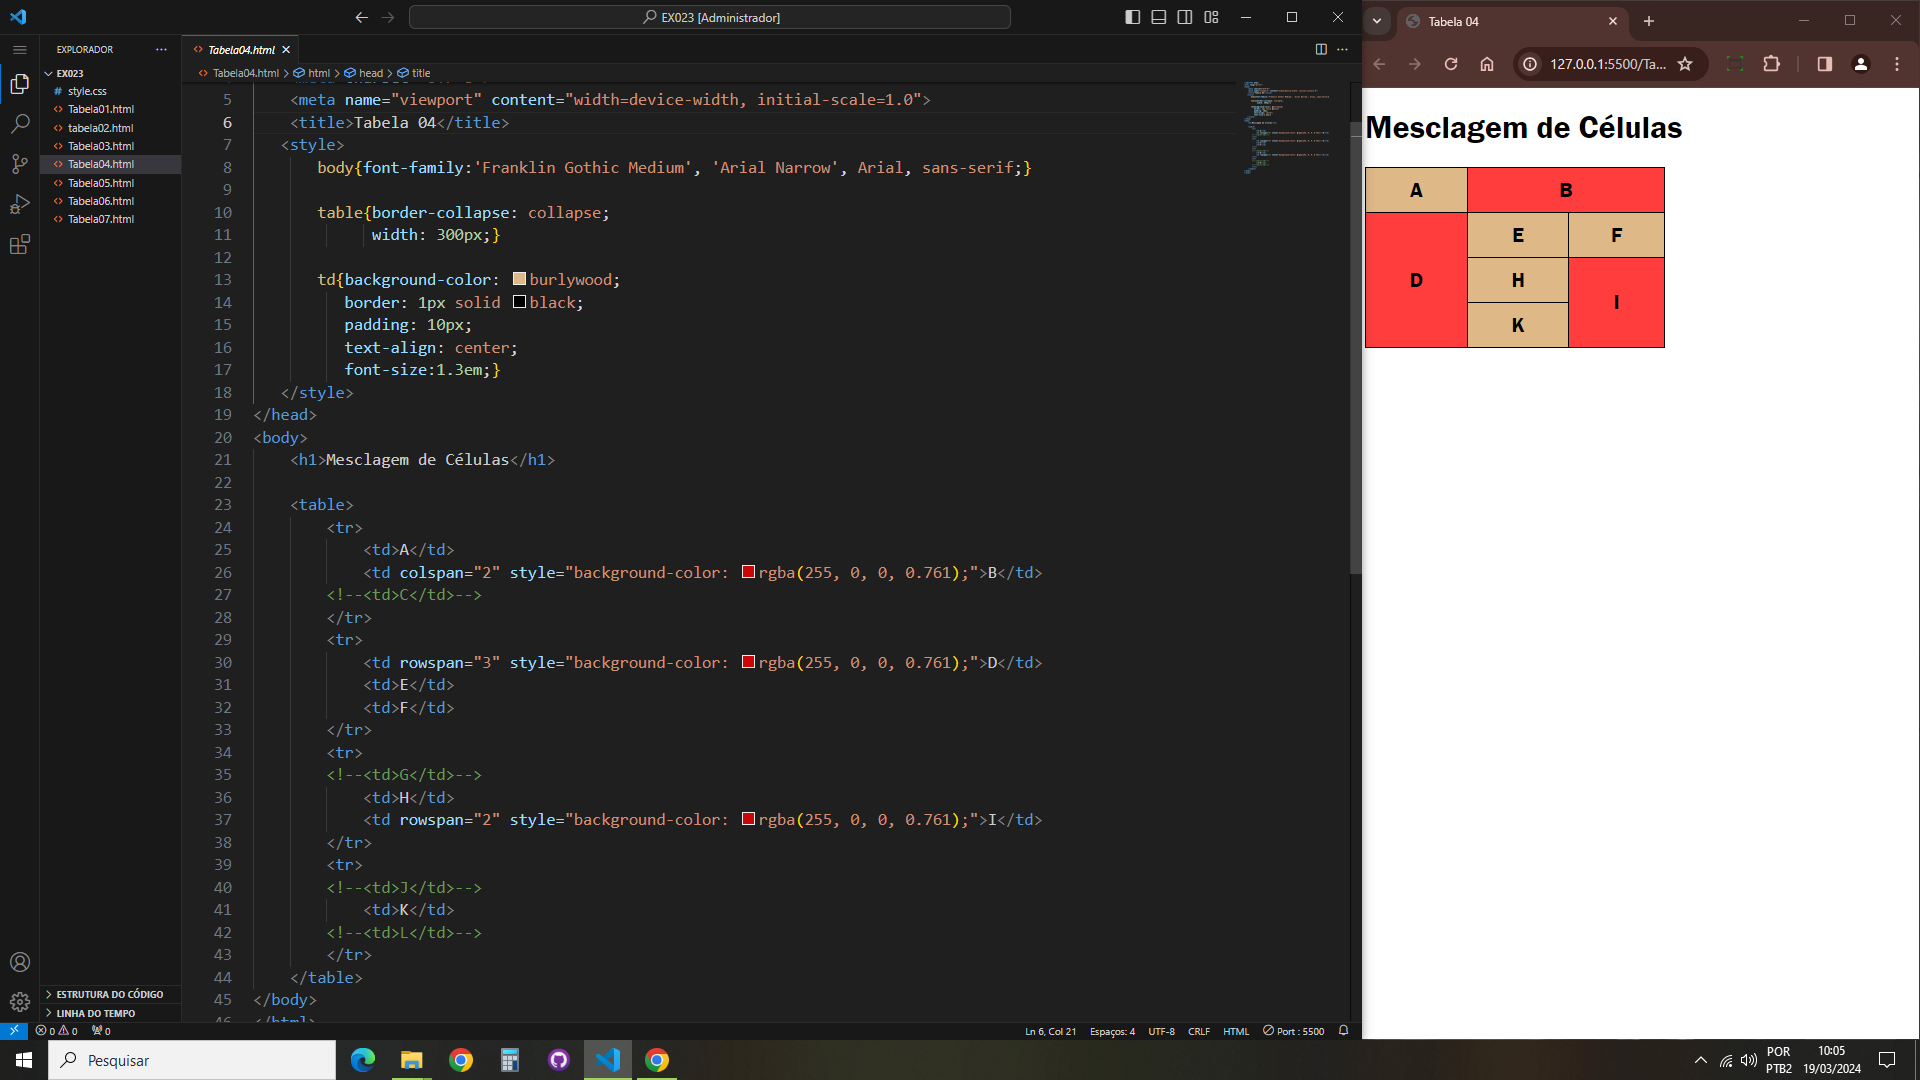 EX023 [Administrador]
EXPLORADOR
EX023
style.css
Tabela01.html
tabela02.html
Tabela03.html
Tabela04.html
Tabela05.html
Tabela06.html
Tabela07.html
ESTRUTURA DO CÓDIGO
LINHA DO TEMPO
Tabela04.html
Tabela04.html > html > head > title
5 <meta name="viewport" content="width=device-width, initial-scale=1.0">
6 <title>Tabela 04</title>
7 <style>
8 body{font-family:'Franklin Gothic Medium', 'Arial Narrow', Arial, sans-serif;}
9
10 table{border-collapse: collapse;
11 width: 300px;}
12
13 td{background-color: burlywood;
14 border: 1px solid black;
15 padding: 10px;
16 text-align: center;
17 font-size:1.3em;}
18 </style>
19 </head>
20 <body>
21 <h1>Mesclagem de Células</h1>
22
23 <table>
24 <tr>
25 <td>A</td>
26 <td colspan="2" style="background-color: rgba(255, 0, 0, 0.761);">B</td>
27 <!--<td>C</td>-->
28 </tr>
29 <tr>
30 <td rowspan="3" style="background-color: rgba(255, 0, 0, 0.761);">D</td>
31 <td>E</td>
32 <td>F</td>
33 </tr>
34 <tr>
35 <!--<td>G</td>-->
36 <td>H</td>
37 <td rowspan="2" style="background-color: rgba(255, 0, 0, 0.761);">I</td>
38 </tr>
39 <tr>
40 <!--<td>J</td>-->
41 <td>K</td>
42 <!--<td>L</td>-->
43 </tr>
44 </table>
45 </body>
46 </html>
0 0 0
Ln 6, Col 21 Espaços: 4 UTF-8 CRLF HTML Port : 5500
Tabela 04
127.0.0.1:5500/Ta...
Mesclagem de Células
A B
E F
D H I
K
Pesquisar
POR
PTB2
10:05
19/03/2024